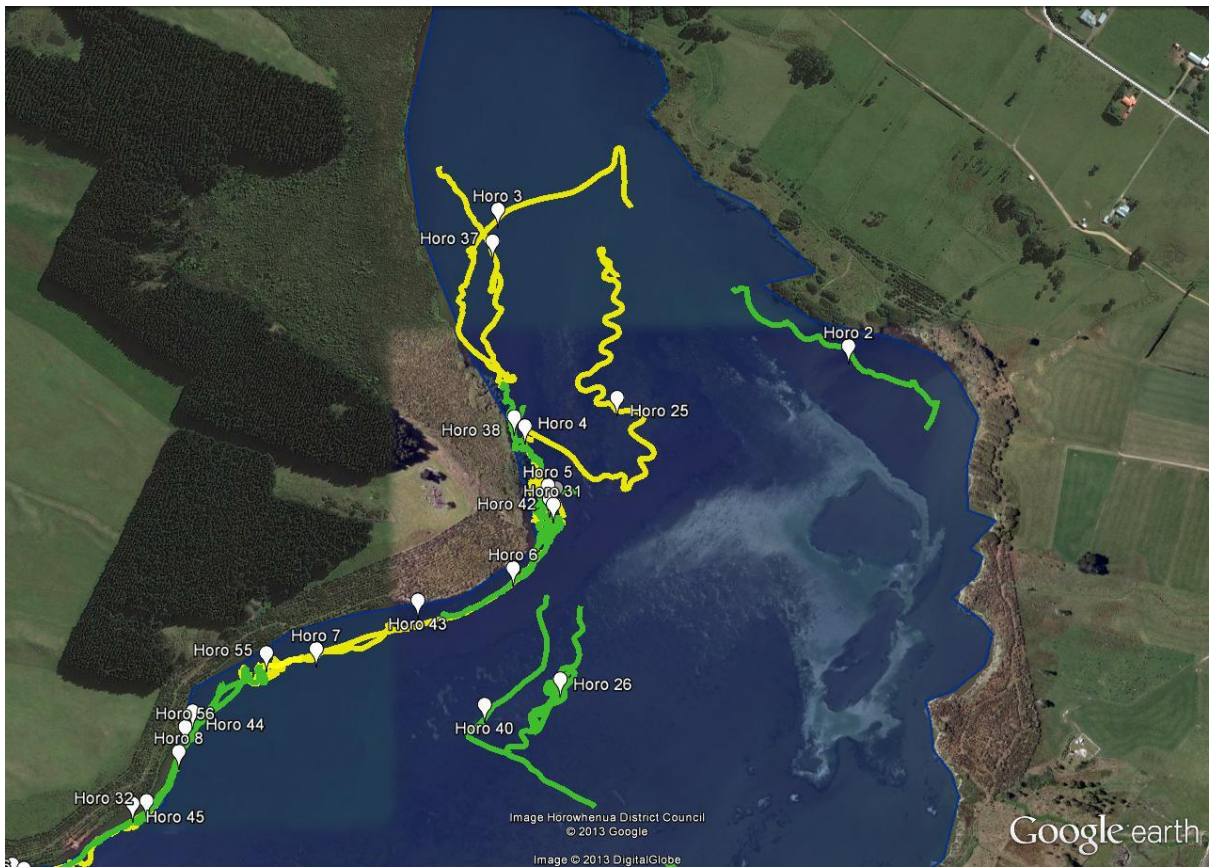 Horo 3
Horo 37
Horo 2
Horo 25
Horo 4
Horo 38
Horo 5
Horo 31
Horo 42
Horo 6
Horo 43
Horo 7
Horo 55
Horo 26
Horo 40
Horo 56
Horo 44
Horo 8
Horo 32
Horo 45
Image Horowhenua District Council
© 2013 Google
Image © 2013 DigitalGlobe
Google earth